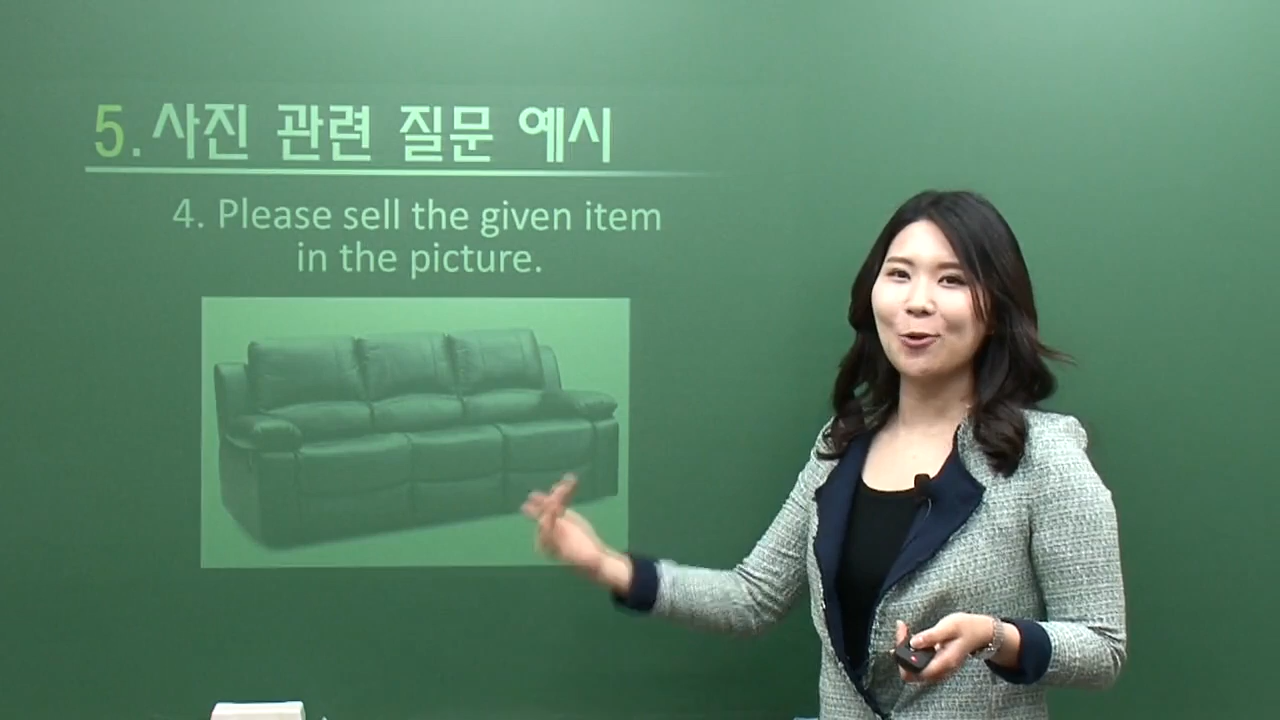 5. 사진 관련 질문 예시
4. Please sell the given item
in the picture.